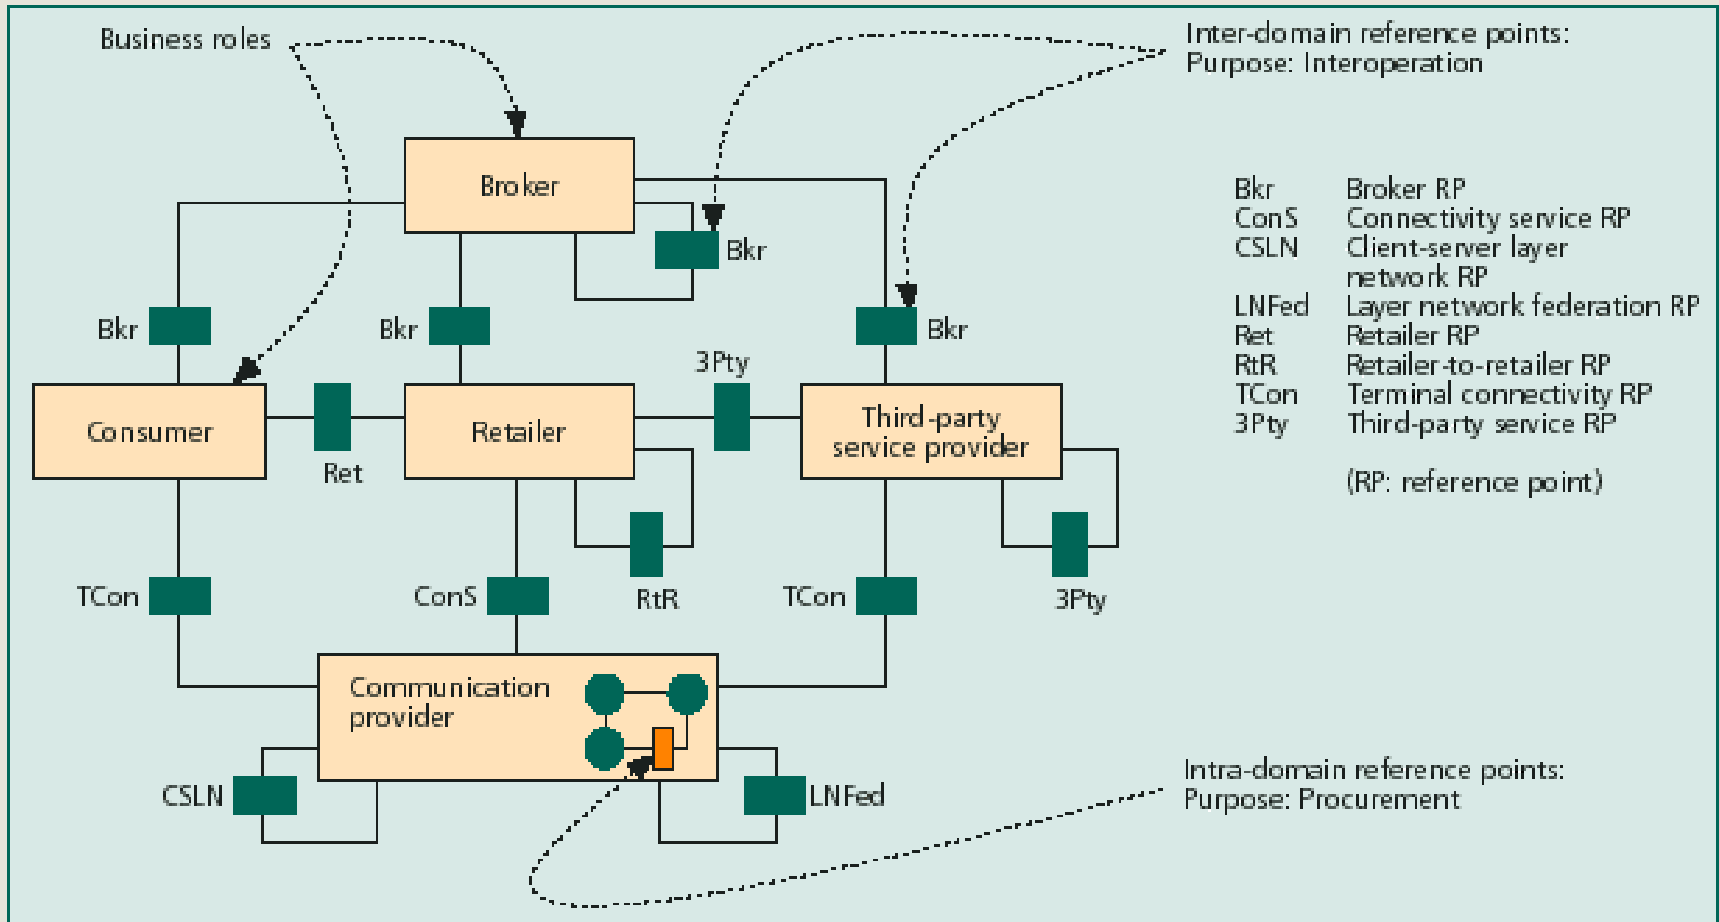 Business roles
Inter-domain reference points:
Purpose: Interoperation
Broker
Bkr
Bkr
Bkr
Bkr
3Pty
Consumer
Ret
Retailer
Third-party
service provider
TCon
ConS
RtR
TCon
3Pty
Communication
provider
CSLN
LNFed
Bkr Broker RP
ConS Connectivity service RP
CSLN Client-server layer
network RP
LNFed Layer network federation RP
Ret Retailer RP
RtR Retailer-to-retailer RP
TCon Terminal connectivity RP
3Pty Third-party service RP
(RP: reference point)
Intra-domain reference points:
Purpose: Procurement